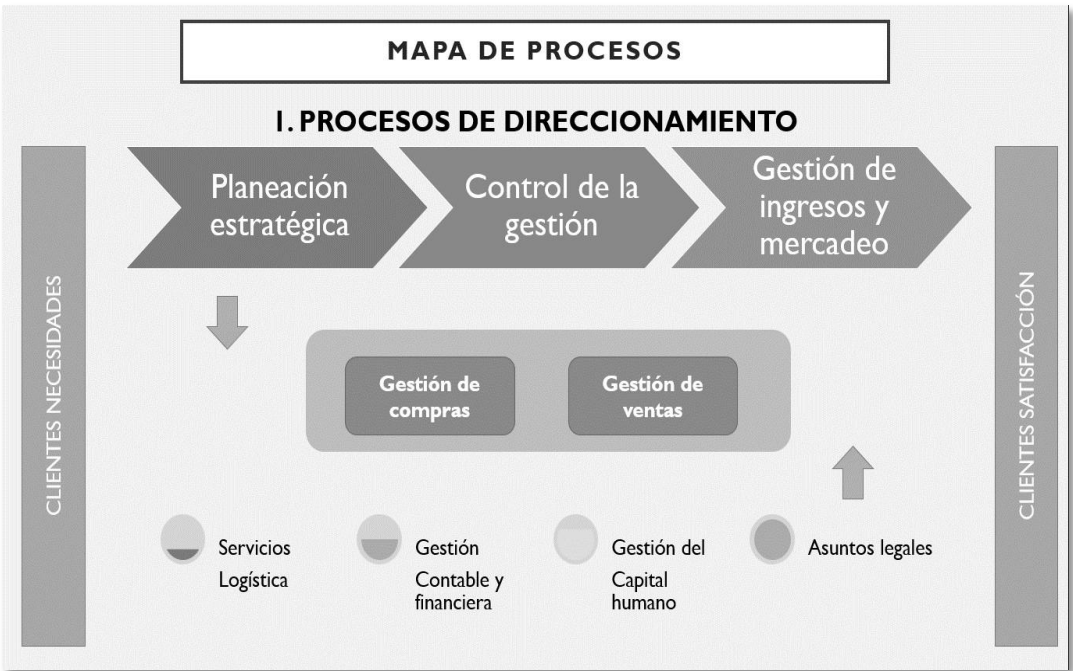 MAPA DE PROCESOS
1. PROCESOS DE DIRECCIONAMIENTO
CLIENTES NECESIDADES
Planeación
estratégica
Control de la
gestión
Gestión de
ingresos y
mercadeo
CLIENTES SATISFACCIÓN
Gestión de
compras
Gestión de
ventas
Servicios
Logística
Gestión
Contable y
financiera
Gestión del
Capital
humano
Asuntos legales